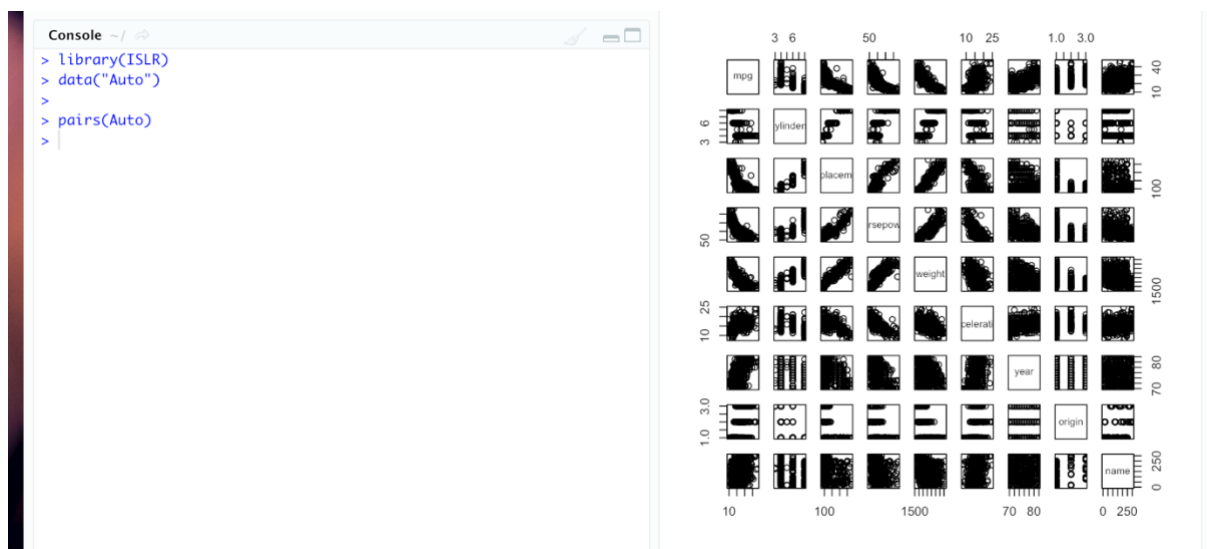 Console ~/
> library(ISLR)
> data("Auto")
>
> pairs(Auto)
>
3 6 50 10 25 1.0 3.0
mpg
10 40
3 6
ylinder
placem
100
50
rsepow
weight
1500
10 25
celerati
year
70 80
1.0 3.0
origin
name
0 250
10 100 1500 70 80 0 250